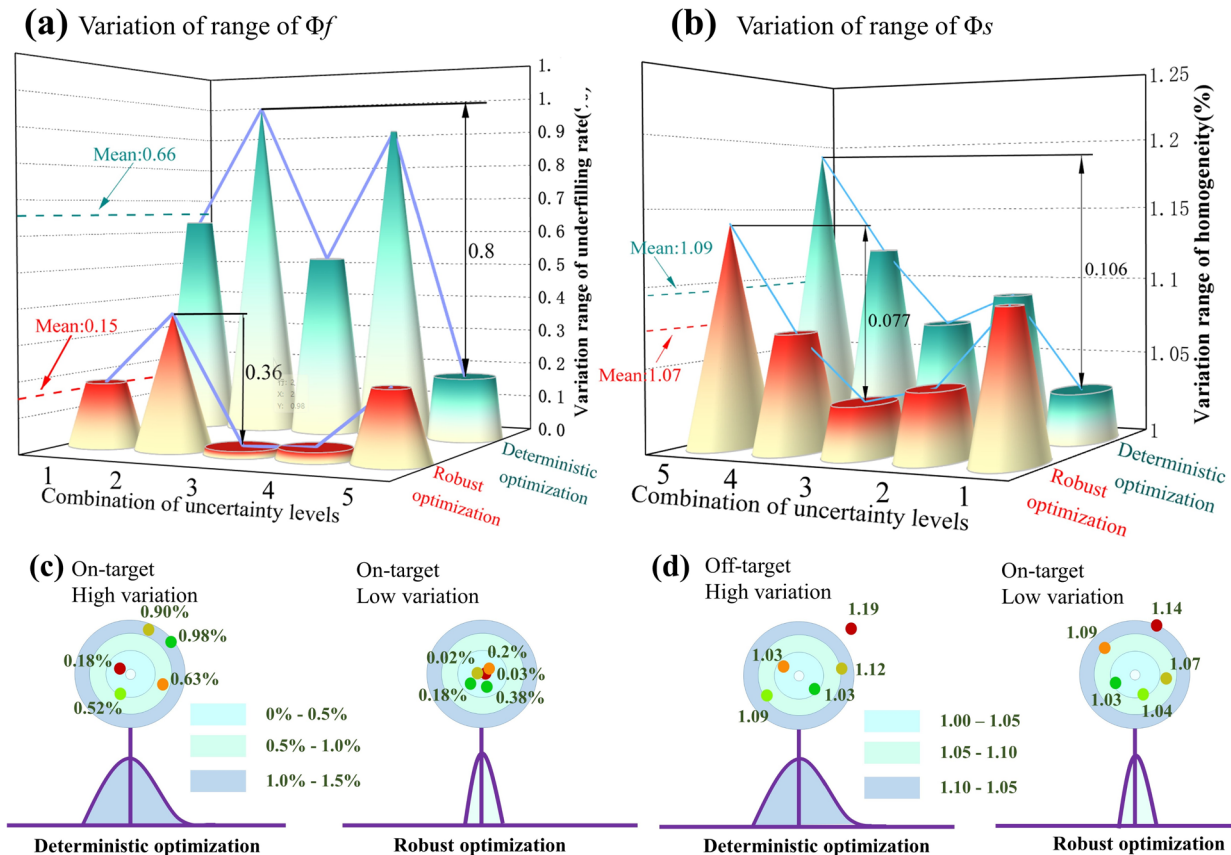 (a) Variation of range of Φf
Mean:0.66
Mean:0.15
0.8
0.36
X: 2
Y: 0.98
1.
1.
0.9
0.8
0.7
0.6
0.5
0.4
0.3
0.2
0.1
0.0
Variation range of underfilling rate(
1 2 3 4 5
Combination of uncertainty levels
Robust
optimization
Deterministic
optimization
(b) Variation of range of Φs
Mean:1.09
Mean:1.07
0.077
0.106
1.25
1.2
1.15
1.1
1.05
1
Variation range of homogeneity(%)
5 4 3 2 1
Combination of uncertainty levels
Robust
optimization
Deterministic
optimization
(c) On-target
High variation
0.90%
0.98%
0.18%
0.63%
0.52%
0% - 0.5%
0.5% - 1.0%
1.0% - 1.5%
Deterministic optimization
On-target
Low variation
0.02%
0.2%
0.03%
0.18%
0.38%
Robust optimization
(d) Off-target
High variation
1.19
1.03
1.12
1.03
1.09
1.00 – 1.05
1.05 - 1.10
1.10 - 1.05
Deterministic optimization
On-target
Low variation
1.14
1.09
1.07
1.03
1.04
Robust optimization